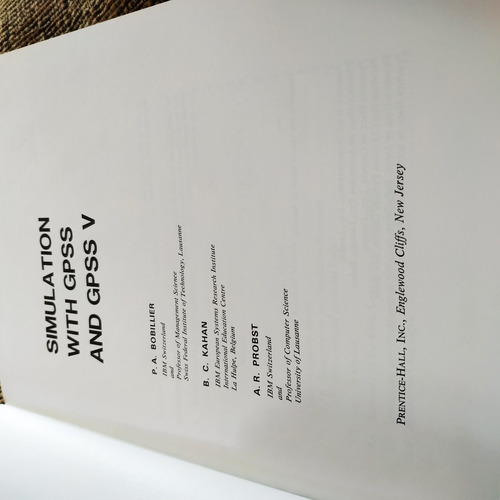 SIMULATION
WITH GPSS
AND GPSS V
P. A. BOBILLIER
IBM Switzerland
and
Professor of Management Science
Swiss Federal Institute of Technology, Lausanne
B. C. KAHAN
IBM European Systems Research Institute
International Education Centre
La Hulpe, Belgium
A. R. PROBST
IBM Switzerland
and
Professor of Computer Science
University of Lausanne
PRENTICE-HALL, INC., Englewood Cliffs, New Jersey